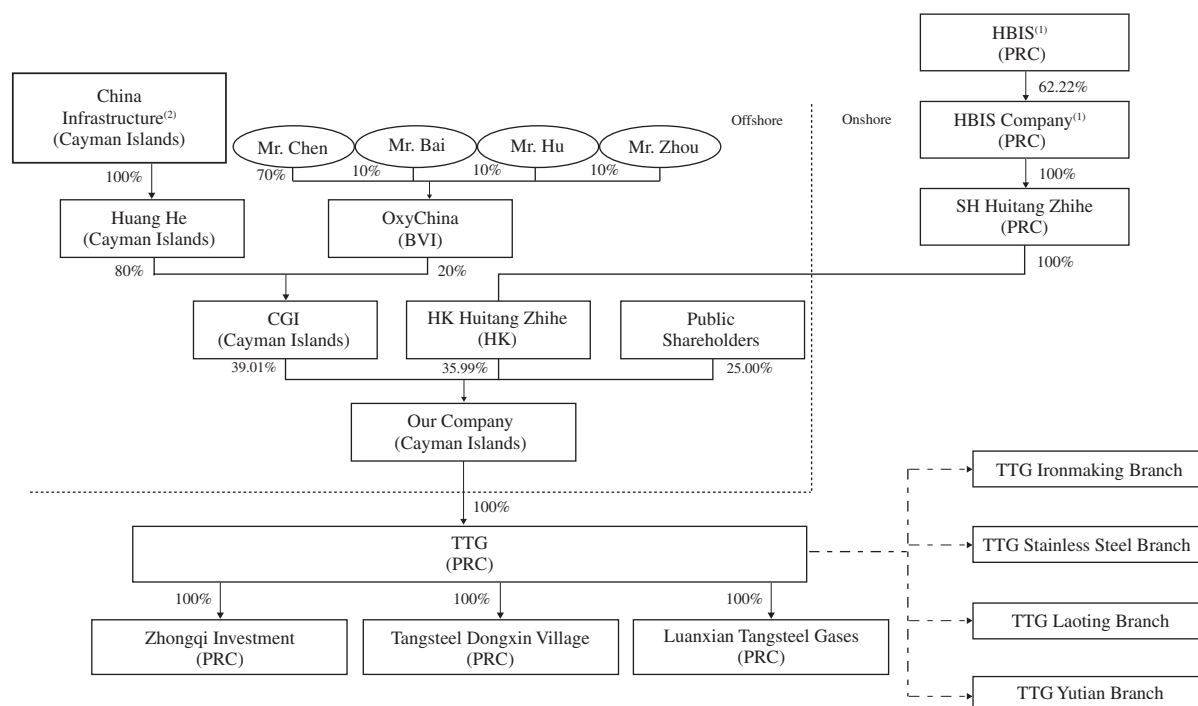 HBIS(1)
(PRC)
62.22%
China
Infrastructure(2)
(Cayman Islands)
Mr. Chen
Mr. Bai
Mr. Hu
Mr. Zhou
Offshore
Onshore
HBIS Company(1)
(PRC)
100%
70%
10%
10%
10%
100%
Huang He
(Cayman Islands)
OxyChina
(BVI)
SH Huitang Zhihe
(PRC)
80%
20%
100%
CGI
(Cayman Islands)
HK Huitang Zhihe
(HK)
Public
Shareholders
39.01%
35.99%
25.00%
Our Company
(Cayman Islands)
100%
TTG
(PRC)
TTG Ironmaking Branch
TTG Stainless Steel Branch
TTG Laoting Branch
TTG Yutian Branch
100%
100%
100%
Zhongqi Investment
(PRC)
Tangsteel Dongxin Village
(PRC)
Luanxian Tangsteel Gases
(PRC)